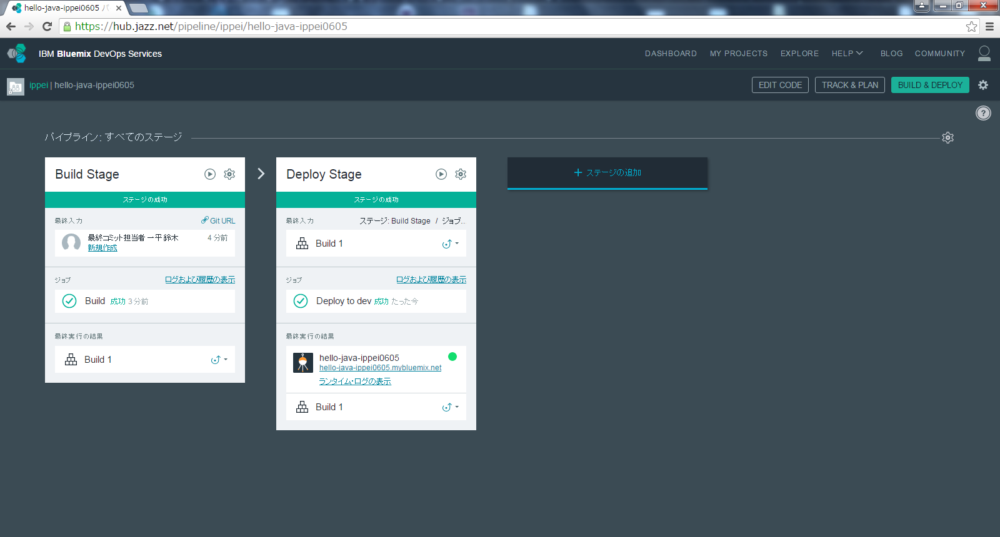 hello-java-ippei0605 パ
https://hub.jazz.net/pipeline/ippei/hello-java-ippei0605
IBM Bluemix DevOps Services
DASHBOARD MY PROJECTS EXPLORE HELP BLOG COMMUNITY
ippei | hello-java-ippei0605
EDIT CODE TRACK & PLAN BUILD & DEPLOY
?
パイプライン: すべてのステージ
Build Stage
ステージの成功
最終入力 Git URL
最終コミット担当者 一平 鈴木 4 分前
新規作成
ジョブ ログおよび履歴の表示
Build 成功 3 分前
最終実行の結果
Build 1
Deploy Stage
ステージの成功
最終入力 ステージ: Build Stage / ジョブ..
Build 1
ジョブ ログおよび履歴の表示
Deploy to dev 成功 たった今
最終実行の結果
hello-java-ippei0605
hello-java-ippei0605.mybluemix.net
ランタイム・ログの表示
Build 1
+ ステージの追加